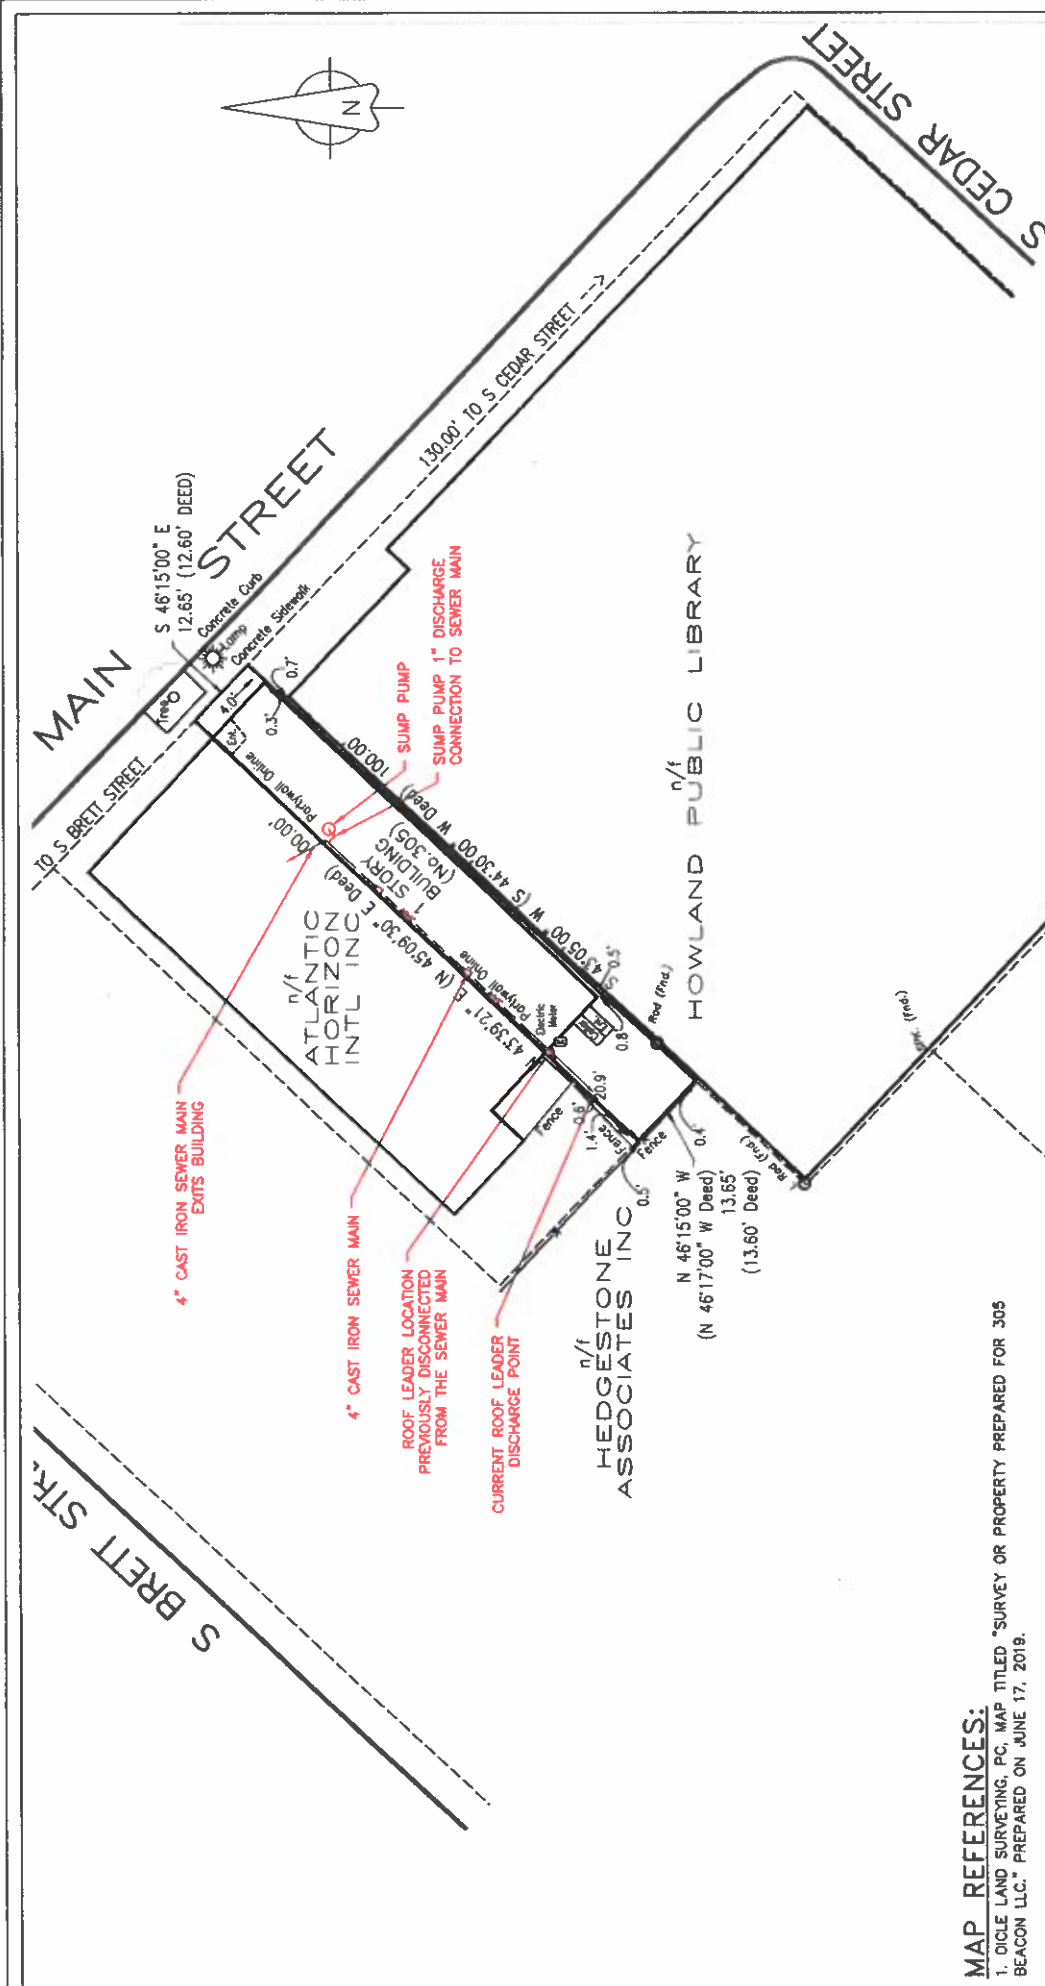 N
S BRETT STR
TO S BRETT STREET
MAIN STREET
S 46°15'00" E
12.65' (12.60' DEED)
Concrete Curb
Lamp
Concrete Sidewalk
Tree
4.0'
Ent.
0.3'
0.7'
130.00' TO S CEDAR STREET --->
S CEDAR STREET
4" CAST IRON SEWER MAIN
EXITS BUILDING
4" CAST IRON SEWER MAIN
ROOF LEADER LOCATION
PREVIOUSLY DISCONNECTED
FROM THE SEWER MAIN
CURRENT ROOF LEADER
DISCHARGE POINT
SUMP PUMP
SUMP PUMP 1" DISCHARGE
CONNECTION TO SEWER MAIN
n/f
ATLANTIC
HORIZON
INTL INC
Partywall Online
100.00'
N 43°39'21" E (N 45°09'30" E Deed)
Partywall Online
1
STORY
BUILDING
(No.305)
S 43°05'00" W (S 44°30'00" W Deed)
100.00
Electric
Meter
E
Cellar
Ent.
0.5'
0.8'
Rod (Fnd.)
20.9'
0.6'
1.4'
Fence
Fence
Fence
0.5'
0.4'
N 46°15'00" W
(N 46°17'00" W Deed)
13.65'
(13.60' Deed)
Rod (Fnd.)
(Fnd.)
n/f
HEDGESTONE
ASSOCIATES INC
n/f
HOWLAND PUBLIC LIBRARY
MAP REFERENCES:
1. DICLE LAND SURVEYING, PC, MAP TITLED "SURVEY OR PROPERTY PREPARED FOR 305
BEACON LLC." PREPARED ON JUNE 17, 2019.